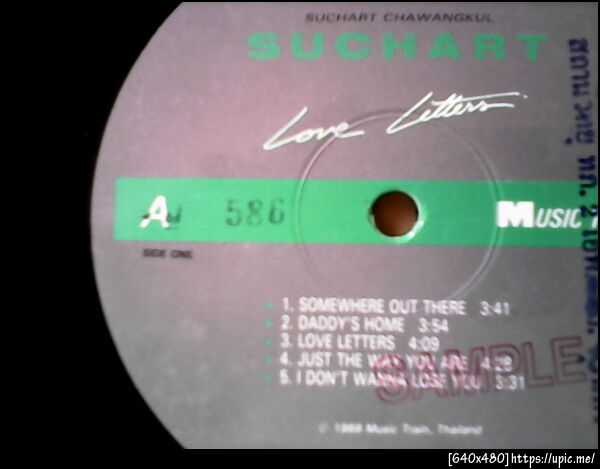 SUCHART CHAWANGKUL
SUCHART
Love Letters
A 586 MUSIC
SIDE ONE
1. SOMEWHERE OUT THERE 3:41
2. DADDY'S HOME 3:54
3. LOVE LETTERS 4:09
4. JUST THE WAY YOU ARE 4:28
5. I DON'T WANNA LOSE YOU 3:31
SAMPLE
Music Train, Thailand
[640x480]https://upic.me/